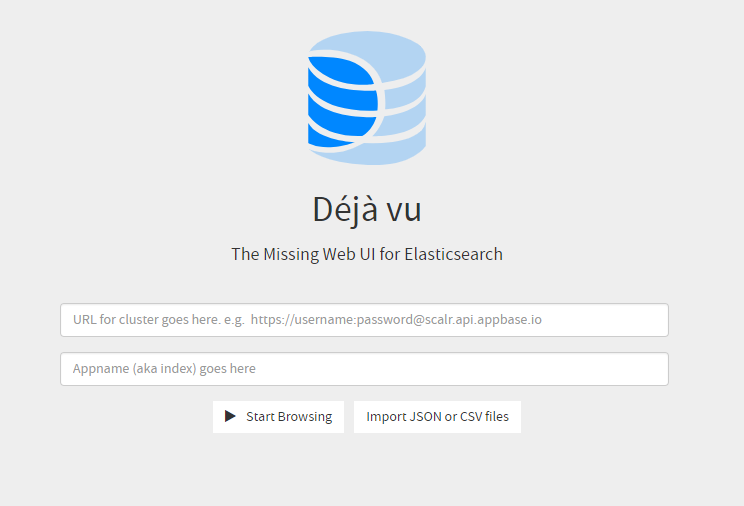 Déjà vu
The Missing Web UI for Elasticsearch
URL for cluster goes here. e.g.  https://username:password@scalr.api.appbase.io
Appname (aka index) goes here
Start Browsing
Import JSON or CSV files